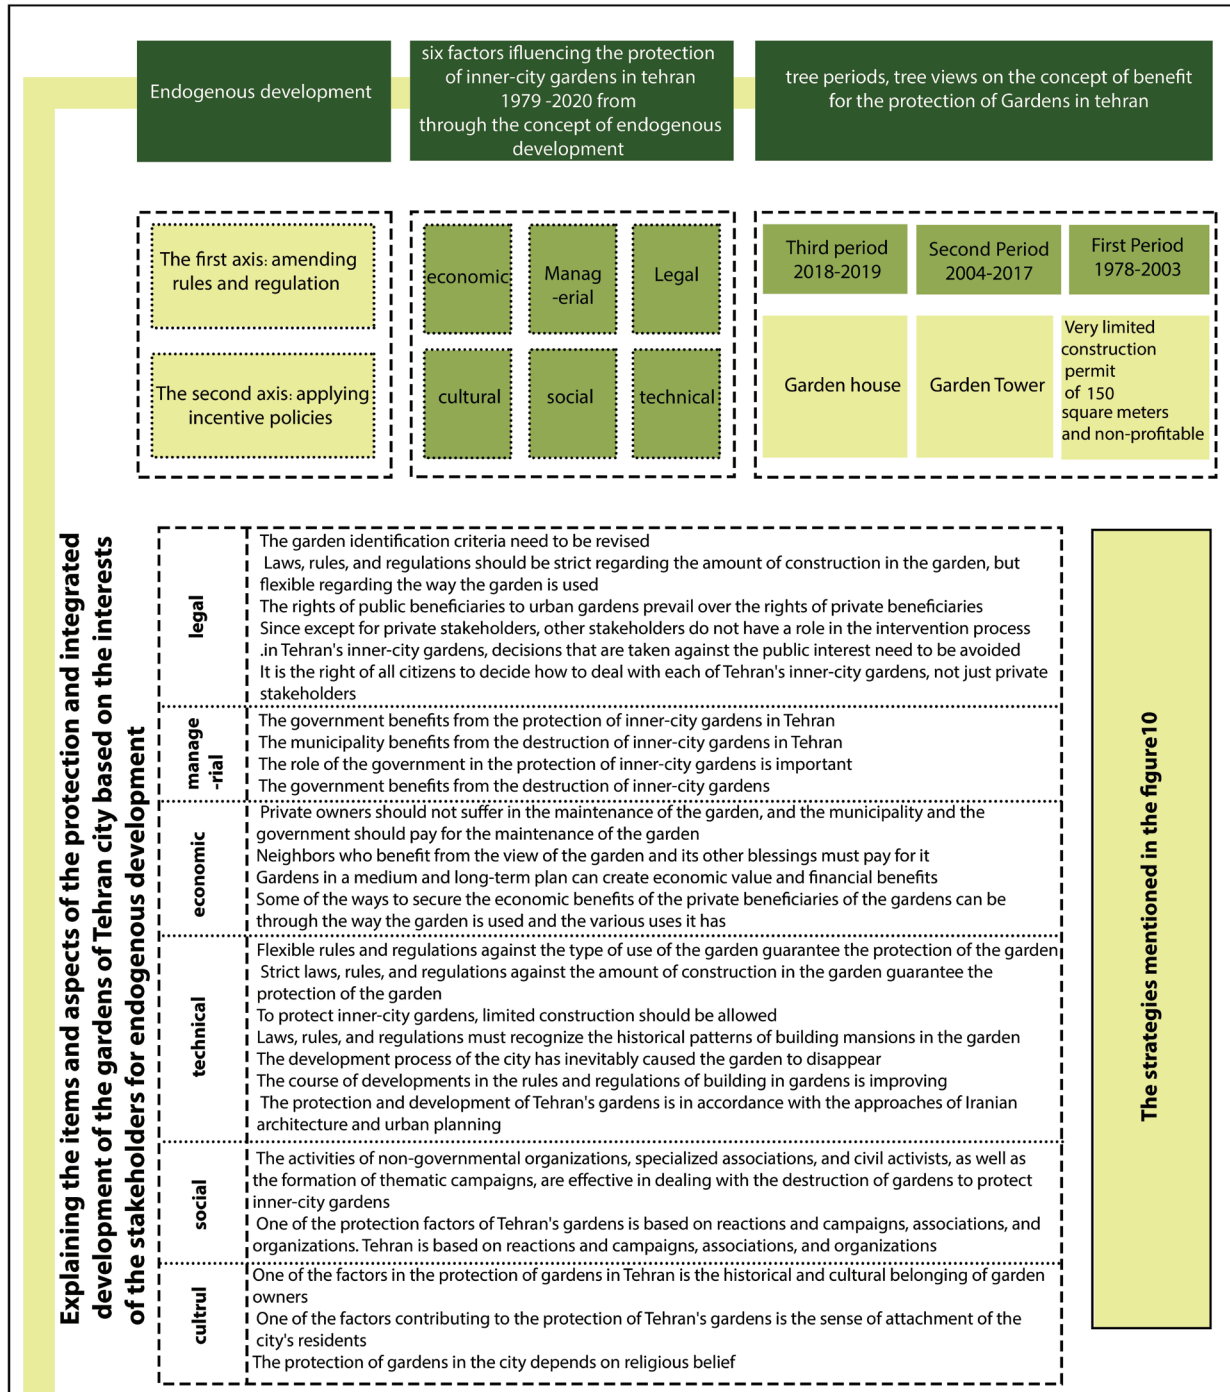 Endogenous development
six factors ifluencing the protection
of inner-city gardens in tehran
1979 -2020 from
through the concept of endogenous
development
tree periods, tree views on the concept of benefit
for the protection of Gardens in tehran
The first axis: amending
rules and regulation
The second axis: applying
incentive policies
economic
Manag
-erial
Legal
cultural
social
technical
Third period
2018-2019
Second Period
2004-2017
First Period
1978-2003
Garden house
Garden Tower
Very limited
construction
permit
of 150
square meters
and non-profitable
Explaining the items and aspects of the protection and integrated
development of the gardens of Tehran city based on the interests
of the stakeholders for endogenous development
legal
The garden identification criteria need to be revised
Laws, rules, and regulations should be strict regarding the amount of construction in the garden, but
flexible regarding the way the garden is used
The rights of public beneficiaries to urban gardens prevail over the rights of private beneficiaries
Since except for private stakeholders, other stakeholders do not have a role in the intervention process
.in Tehran's inner-city gardens, decisions that are taken against the public interest need to be avoided
It is the right of all citizens to decide how to deal with each of Tehran's inner-city gardens, not just private
stakeholders
manage
-rial
The government benefits from the protection of inner-city gardens in Tehran
The municipality benefits from the destruction of inner-city gardens in Tehran
The role of the government in the protection of inner-city gardens is important
The government benefits from the destruction of inner-city gardens
economic
Private owners should not suffer in the maintenance of the garden, and the municipality and the
government should pay for the maintenance of the garden
Neighbors who benefit from the view of the garden and its other blessings must pay for it
Gardens in a medium and long-term plan can create economic value and financial benefits
Some of the ways to secure the economic benefits of the private beneficiaries of the gardens can be
through the way the garden is used and the various uses it has
technical
Flexible rules and regulations against the type of use of the garden guarantee the protection of the garden
Strict laws, rules, and regulations against the amount of construction in the garden guarantee the
protection of the garden
To protect inner-city gardens, limited construction should be allowed
Laws, rules, and regulations must recognize the historical patterns of building mansions in the garden
The development process of the city has inevitably caused the garden to disappear
The course of developments in the rules and regulations of building in gardens is improving
The protection and development of Tehran's gardens is in accordance with the approaches of Iranian
architecture and urban planning
social
The activities of non-governmental organizations, specialized associations, and civil activists, as well as
the formation of thematic campaigns, are effective in dealing with the destruction of gardens to protect
inner-city gardens
One of the protection factors of Tehran's gardens is based on reactions and campaigns, associations, and
organizations. Tehran is based on reactions and campaigns, associations, and organizations
cultrul
One of the factors in the protection of gardens in Tehran is the historical and cultural belonging of garden
owners
One of the factors contributing to the protection of Tehran's gardens is the sense of attachment of the
city's residents
The protection of gardens in the city depends on religious belief
The strategies mentioned in the figure10